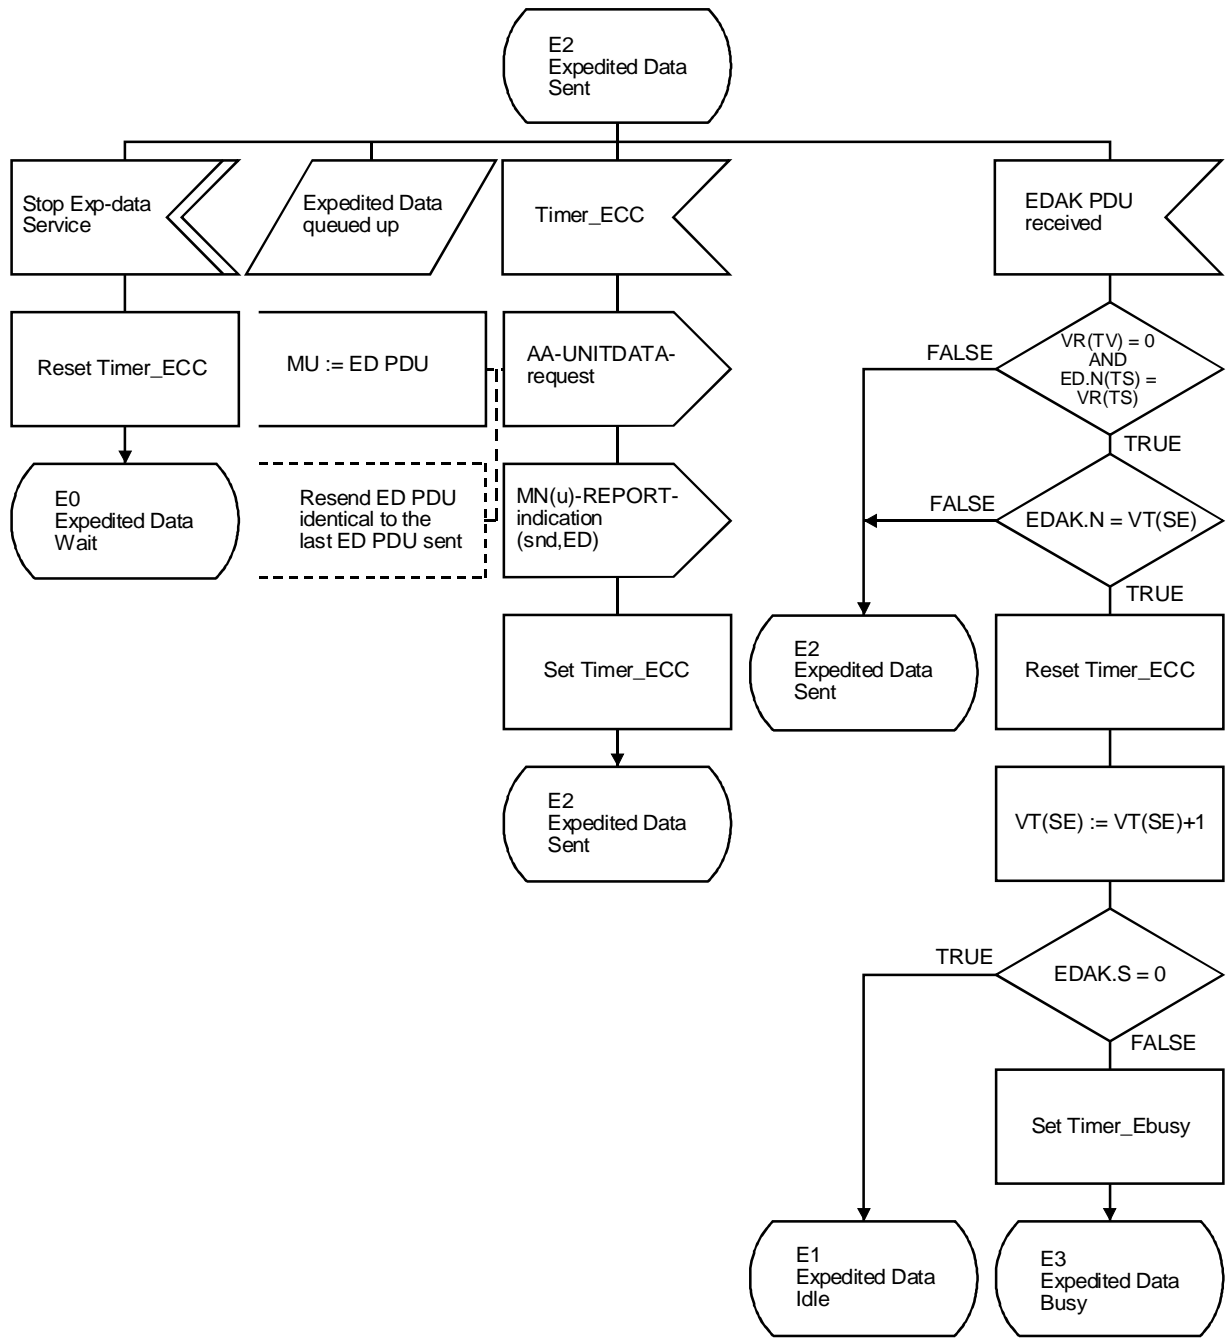 E2
Expedited Data
Sent
Stop Exp-data
Service
Expedited Data
queued up
Timer_ECC
EDAK PDU
received
Reset Timer_ECC
MU := ED PDU
AA-UNITDATA-
request
FALSE
VR(TV) = 0
AND
ED.N(TS) =
VR(TS)
TRUE
E0
Expedited Data
Wait
Resend ED PDU
identical to the
last ED PDU sent
MN(u)-REPORT-
indication
(snd,ED)
FALSE
EDAK.N = VT(SE)
TRUE
Set Timer_ECC
E2
Expedited Data
Sent
Reset Timer_ECC
E2
Expedited Data
Sent
VT(SE) := VT(SE)+1
TRUE
EDAK.S = 0
FALSE
Set Timer_Ebusy
E1
Expedited Data
Idle
E3
Expedited Data
Busy